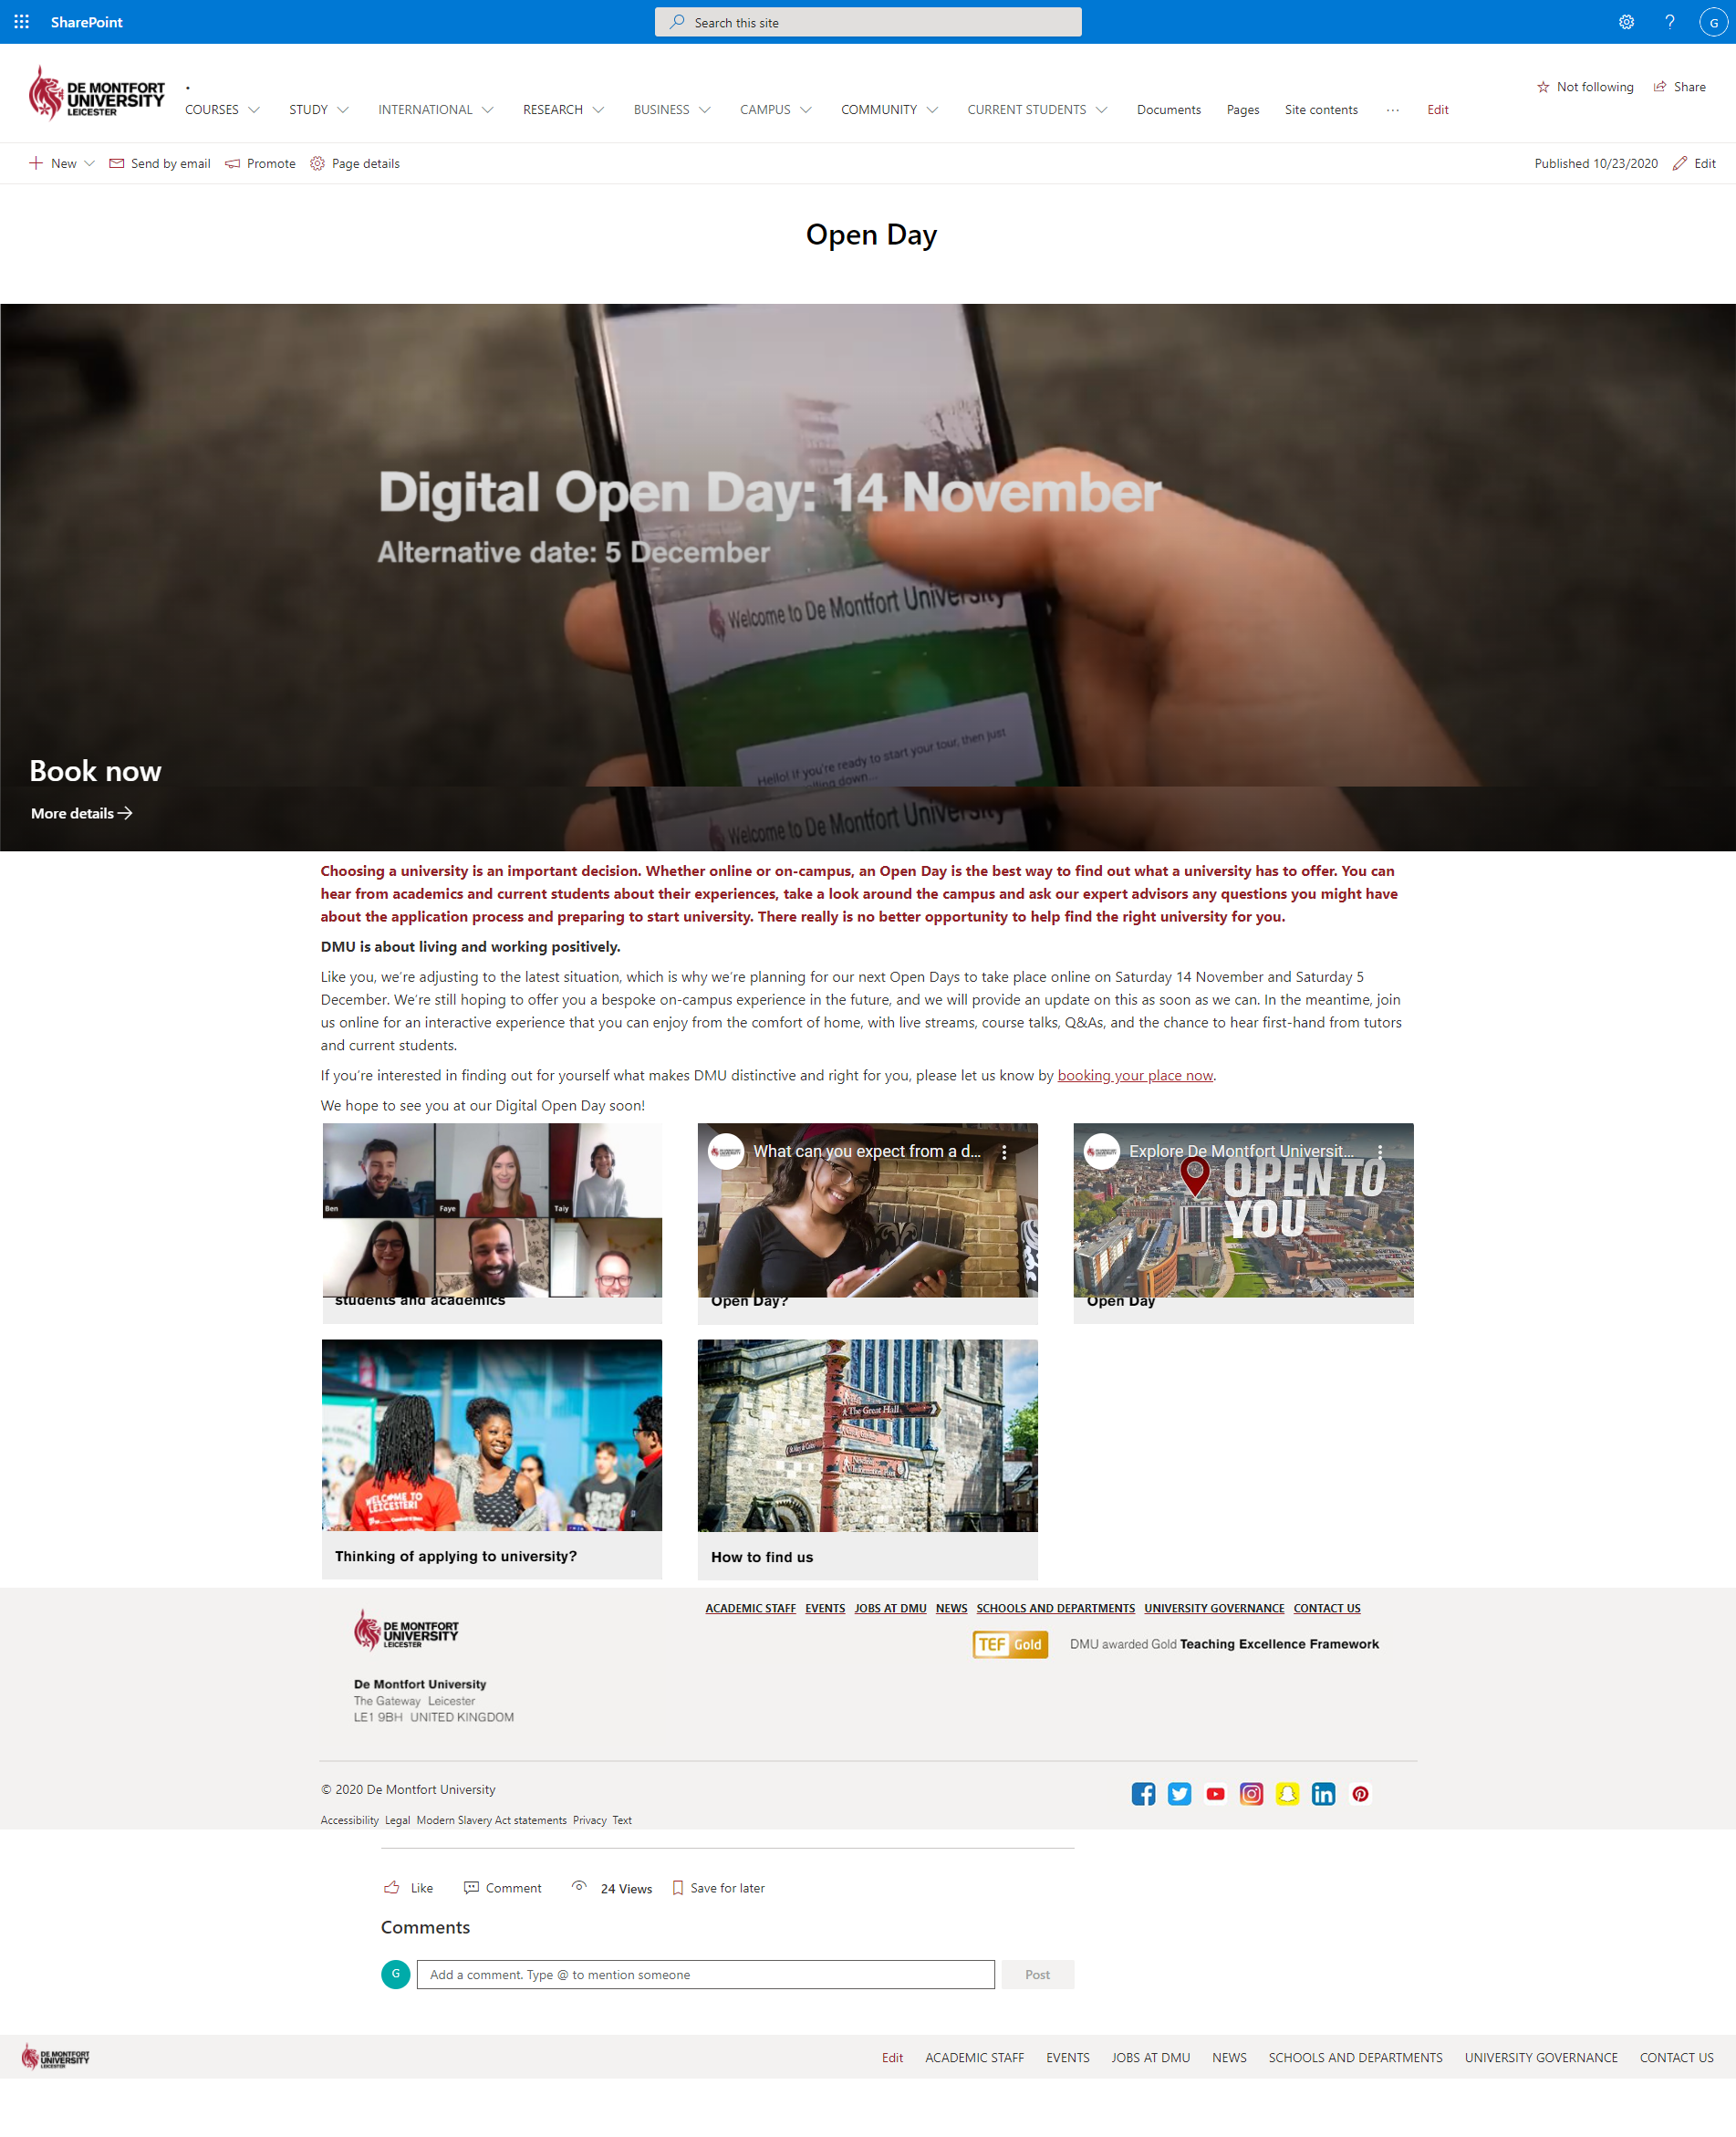 SharePoint
Search this site
G
DE MONTFORT
UNIVERSITY
LEICESTER
.
Not following
Share
COURSES
STUDY
INTERNATIONAL
RESEARCH
BUSINESS
CAMPUS
COMMUNITY
CURRENT STUDENTS
Documents
Pages
Site contents
...
Edit
New
Send by email
Promote
Page details
Published 10/23/2020
Edit
Open Day
Digital Open Day: 14 November
Alternative date: 5 December
Welcome to De Montfort University
Hello! If you're ready to start your tour, then just
Book now
More details
Welcome to De Montfort University
Choosing a university is an important decision. Whether online or on-campus, an Open Day is the best way to find out what a university has to offer. You can
hear from academics and current students about their experiences, take a look around the campus and ask our expert advisors any questions you might have
about the application process and preparing to start university. There really is no better opportunity to help find the right university for you.
DMU is about living and working positively.
Like you, we're adjusting to the latest situation, which is why we're planning for our next Open Days to take place online on Saturday 14 November and Saturday 5
December. We're still hoping to offer you a bespoke on-campus experience in the future, and we will provide an update on this as soon as we can. In the meantime, join
us online for an interactive experience that you can enjoy from the comfort of home, with live streams, course talks, Q&As, and the chance to hear first-hand from tutors
and current students.
If you're interested in finding out for yourself what makes DMU distinctive and right for you, please let us know by booking your place now.
We hope to see you at our Digital Open Day soon!
Ben
Faye
Taiy
students and academics
What can you expect from a d...
Open Day?
Explore De Montfort Universit...
OPEN TO
YOU
Open Day
WELCOME TO
LEICESTER!
Thinking of applying to university?
The Great Hall
How to find us
DE MONTFORT
UNIVERSITY
LEICESTER
ACADEMIC STAFF EVENTS JOBS AT DMU NEWS SCHOOLS AND DEPARTMENTS UNIVERSITY GOVERNANCE CONTACT US
TEF Gold
DMU awarded Gold Teaching Excellence Framework
De Montfort University
The Gateway Leicester
LE1 9BH UNITED KINGDOM
© 2020 De Montfort University
Accessibility Legal Modern Slavery Act statements Privacy Text
Like
Comment
24 Views
Save for later
Comments
G
Add a comment. Type @ to mention someone
Post
DE MONTFORT
UNIVERSITY
LEICESTER
Edit
ACADEMIC STAFF
EVENTS
JOBS AT DMU
NEWS
SCHOOLS AND DEPARTMENTS
UNIVERSITY GOVERNANCE
CONTACT US